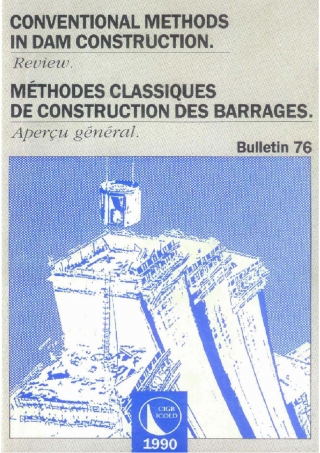 CONVENTIONAL METHODS
IN DAM CONSTRUCTION.
Review.
MÉTHODES CLASSIQUES
DE CONSTRUCTION DES BARRAGES.
Aperçu général.
Bulletin 76
CIGB
ICOLD
1990